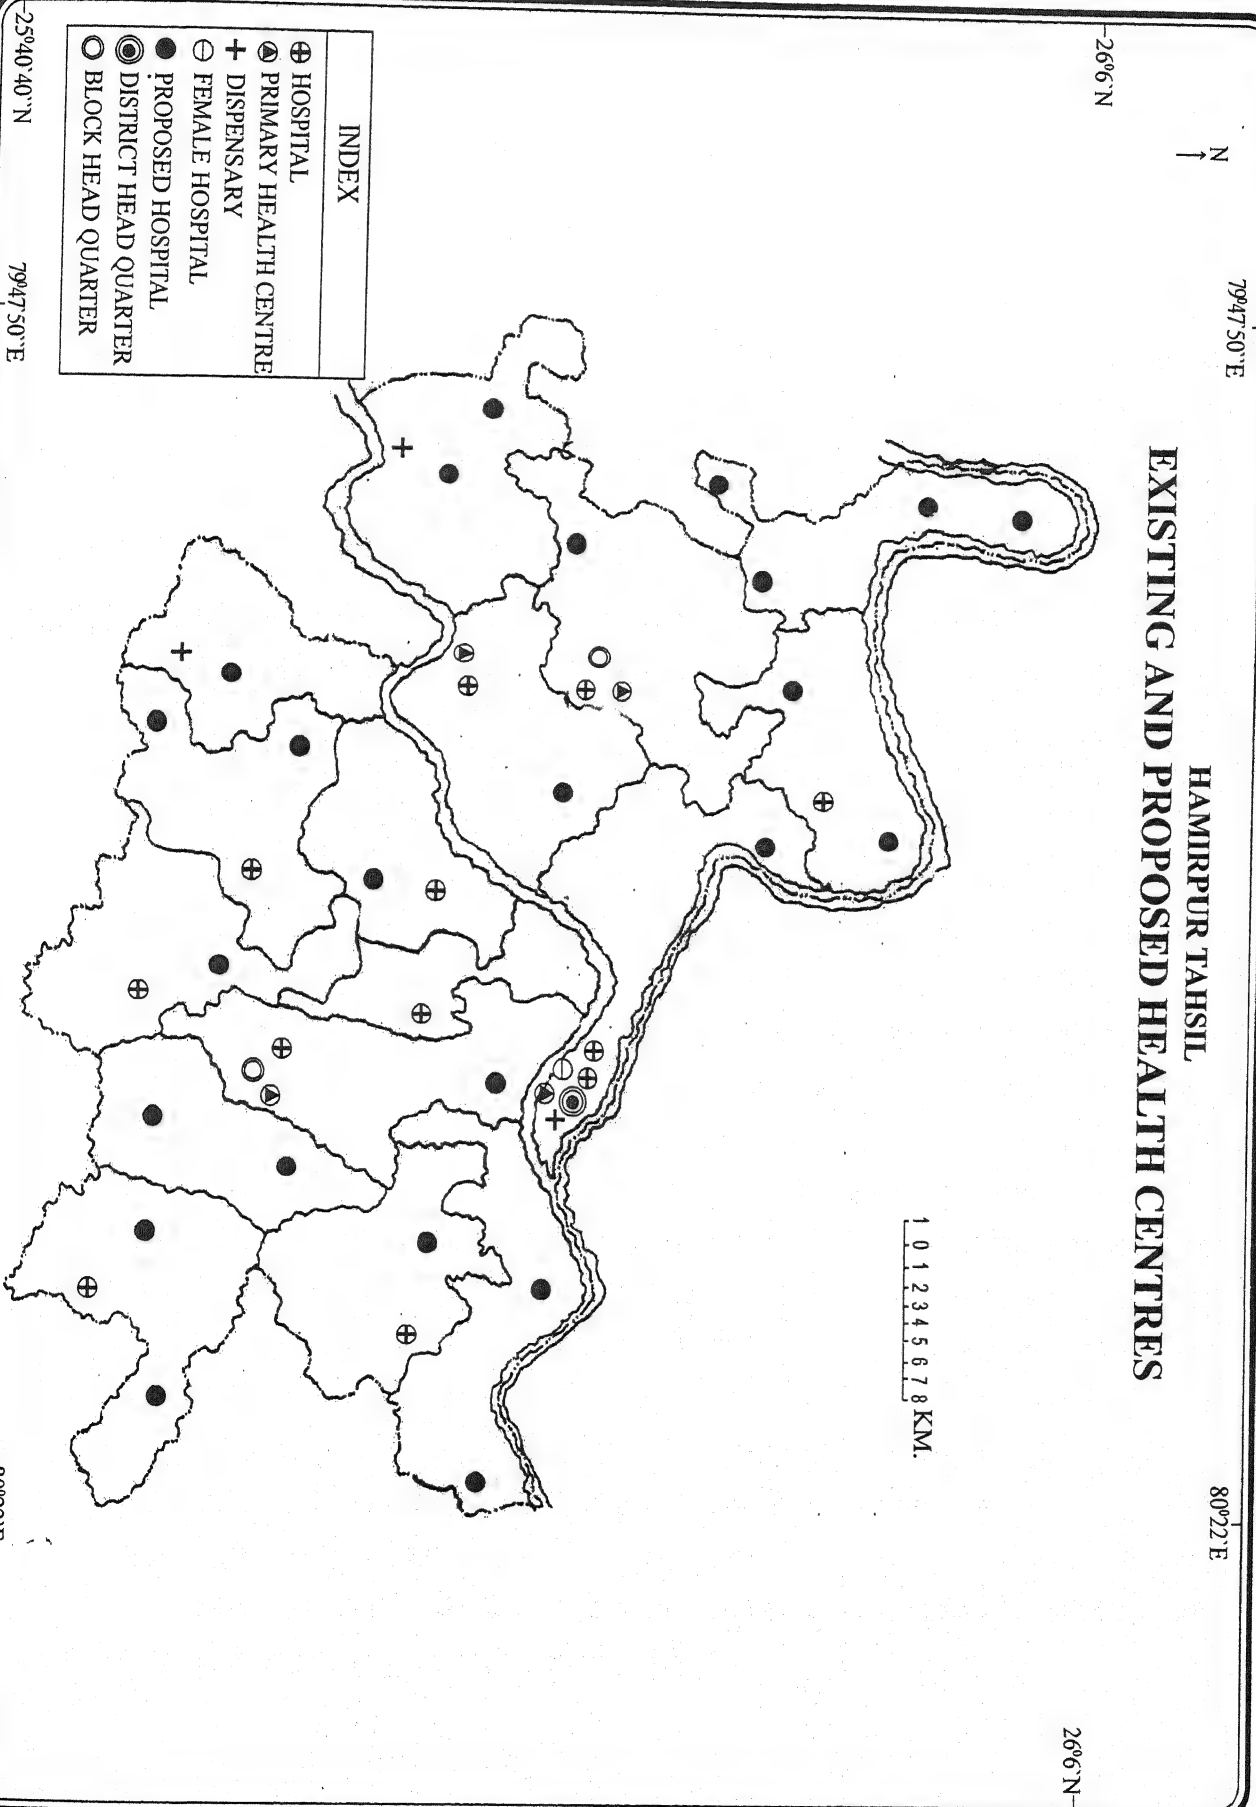 HAMIRPUR TAHSIL
EXISTING AND PROPOSED HEALTH CENTRES
79°47'50"E
80°22'E
N
26°6'N
26°6'N
1 0 1 2 3 4 5 6 7 8 KM.
INDEX
HOSPITAL
PRIMARY HEALTH CENTRE
DISPENSARY
FEMALE HOSPITAL
PROPOSED HOSPITAL
DISTRICT HEAD QUARTER
BLOCK HEAD QUARTER
25°40'40"N
79°47'50"E